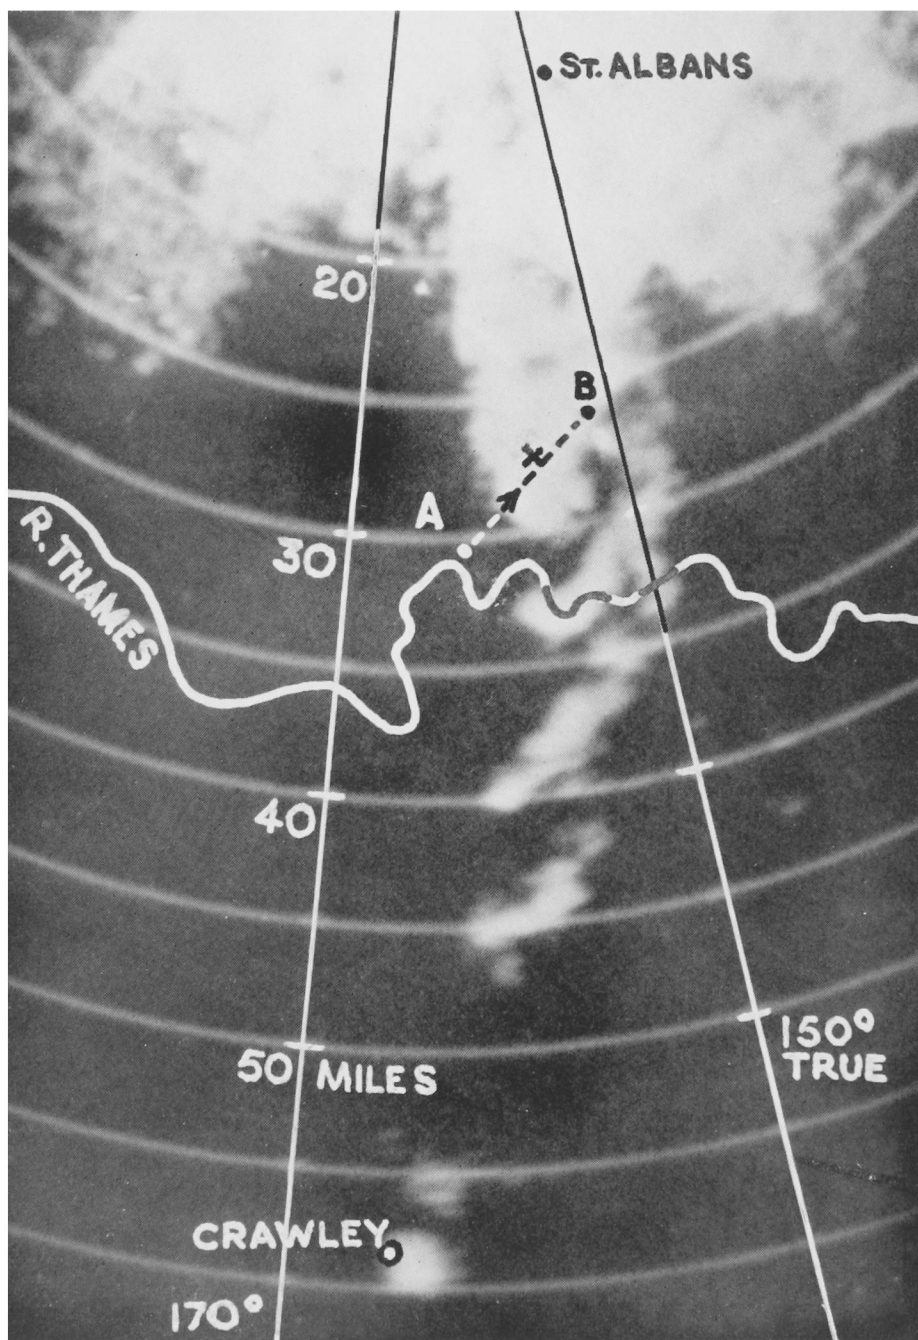 ST. ALBANS
20
B
x
A
30
R. THAMES
40
150°
TRUE
50 MILES
CRAWLEY
170°